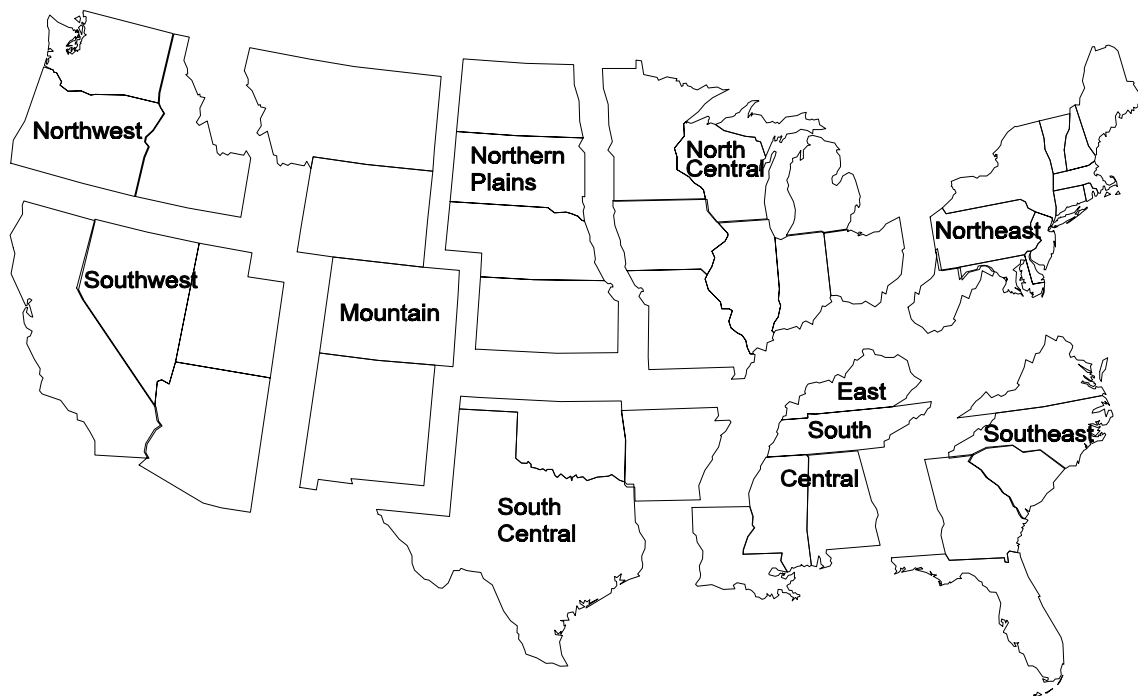 Northwest
Northern
Plains
North
Central
Northeast
Southwest
Mountain
East
South
Central
Southeast
South
Central